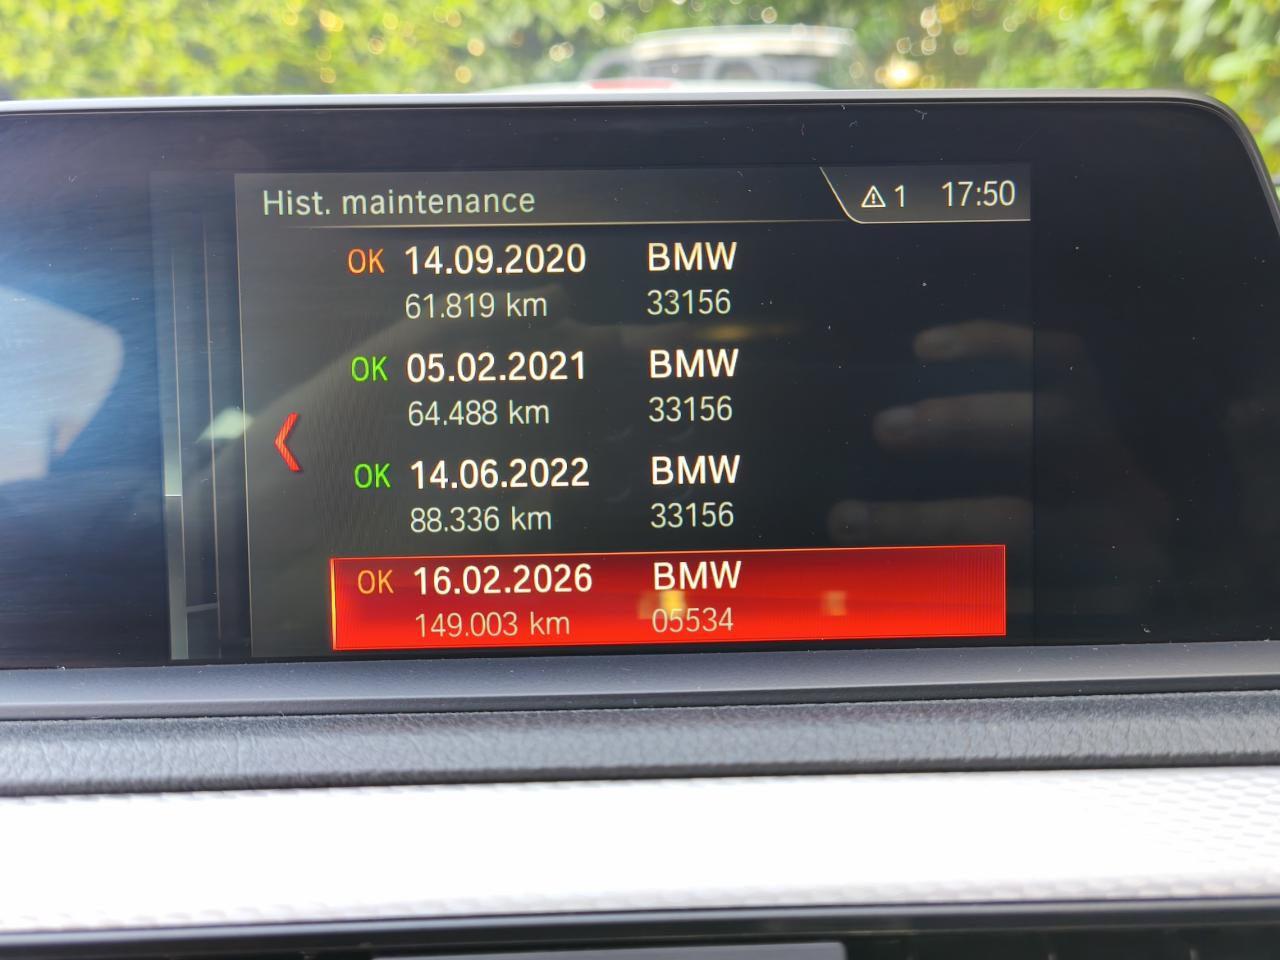 Hist. maintenance
1 17:50
OK 14.09.2020 BMW
61.819 km 33156
OK 05.02.2021 BMW
64.488 km 33156
OK 14.06.2022 BMW
88.336 km 33156
OK 16.02.2026 BMW
149.003 km 05534